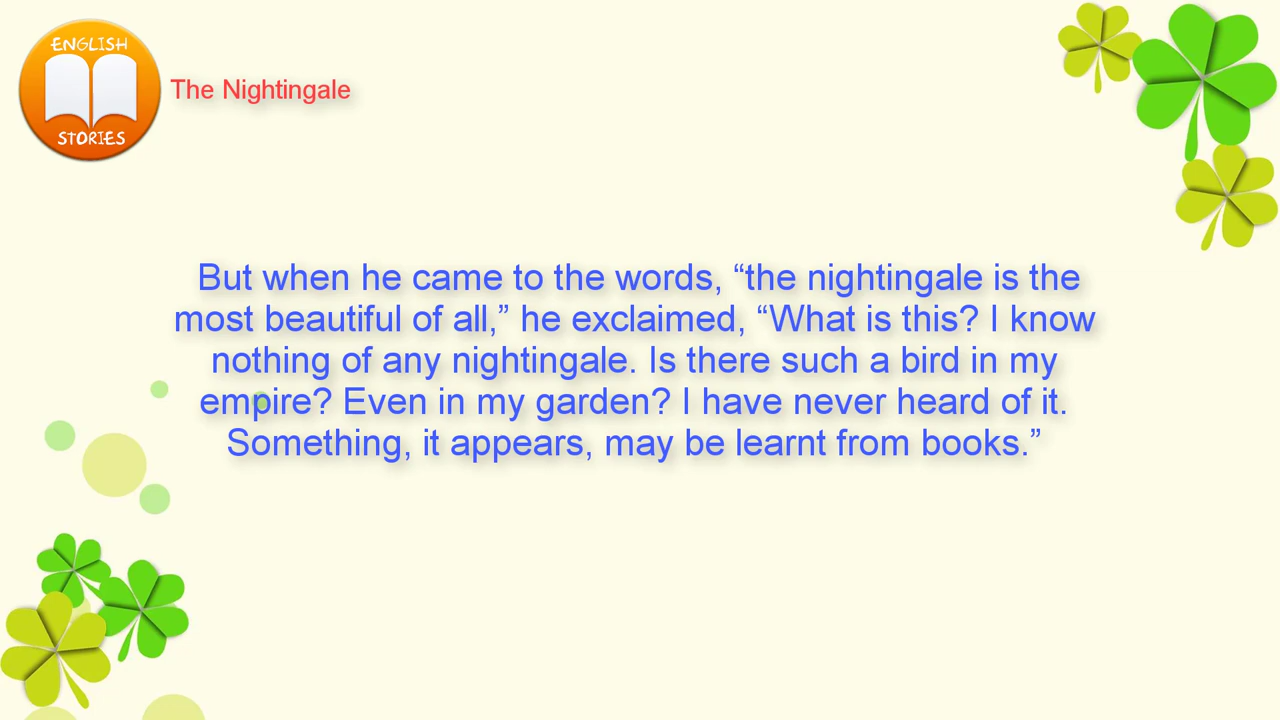 ENGLISH
STORIES
The Nightingale
But when he came to the words, “the nightingale is the
most beautiful of all,” he exclaimed, “What is this? I know
nothing of any nightingale. Is there such a bird in my
empire? Even in my garden? I have never heard of it.
Something, it appears, may be learnt from books.”